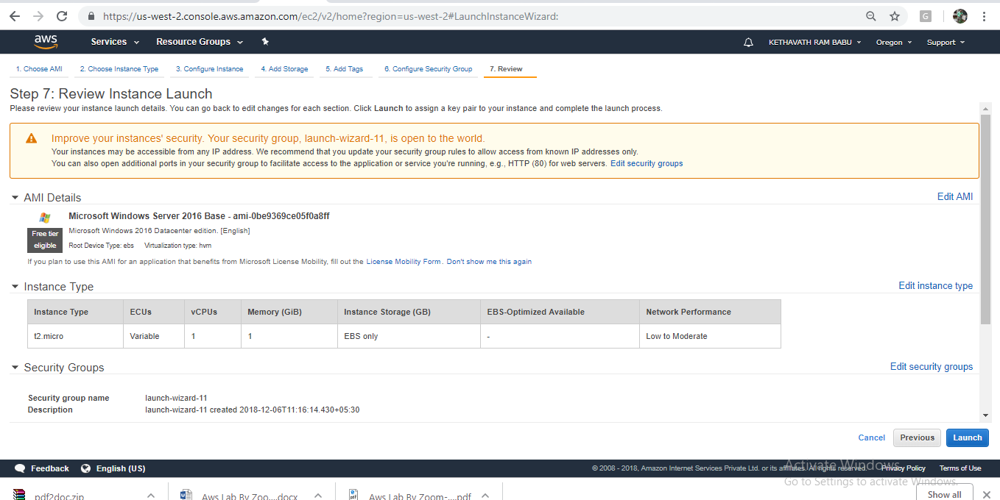 https://us-west-2.console.aws.amazon.com/ec2/v2/home?region=us-west-2#LaunchInstanceWizard:
G
aws Services Resource Groups KETHAVATH RAM BABU Oregon Support
1. Choose AMI 2. Choose Instance Type 3. Configure Instance 4. Add Storage 5. Add Tags 6. Configure Security Group 7. Review
Step 7: Review Instance Launch
Please review your instance launch details. You can go back to edit changes for each section. Click Launch to assign a key pair to your instance and complete the launch process.
Improve your instances' security. Your security group, launch-wizard-11, is open to the world.
Your instances may be accessible from any IP address. We recommend that you update your security group rules to allow access from known IP addresses only.
You can also open additional ports in your security group to facilitate access to the application or service you're running, e.g., HTTP (80) for web servers. Edit security groups
AMI Details Edit AMI
Microsoft Windows Server 2016 Base - ami-0be9369ce05f0a8ff
Free tier eligible
Microsoft Windows 2016 Datacenter edition. [English]
Root Device Type: ebs Virtualization type: hvm
If you plan to use this AMI for an application that benefits from Microsoft License Mobility, fill out the License Mobility Form. Don't show me this again
Instance Type Edit instance type
Instance Type ECUs vCPUs Memory (GiB) Instance Storage (GB) EBS-Optimized Available Network Performance
t2.micro Variable 1 1 EBS only - Low to Moderate
Security Groups Edit security groups
Security group name launch-wizard-11
Description launch-wizard-11 created 2018-12-06T11:16:14.430+05:30
Cancel Previous Launch
Feedback English (US) © 2008 - 2018, Amazon Internet Services Private Ltd. or its affiliates. All rights reserved. Privacy Policy Terms of Use
Activate Windows
Go to Settings to activate Windows.
pdf2doc.zip Aws Lab By Zoo....docx Aws Lab By Zoom-....pdf Show all